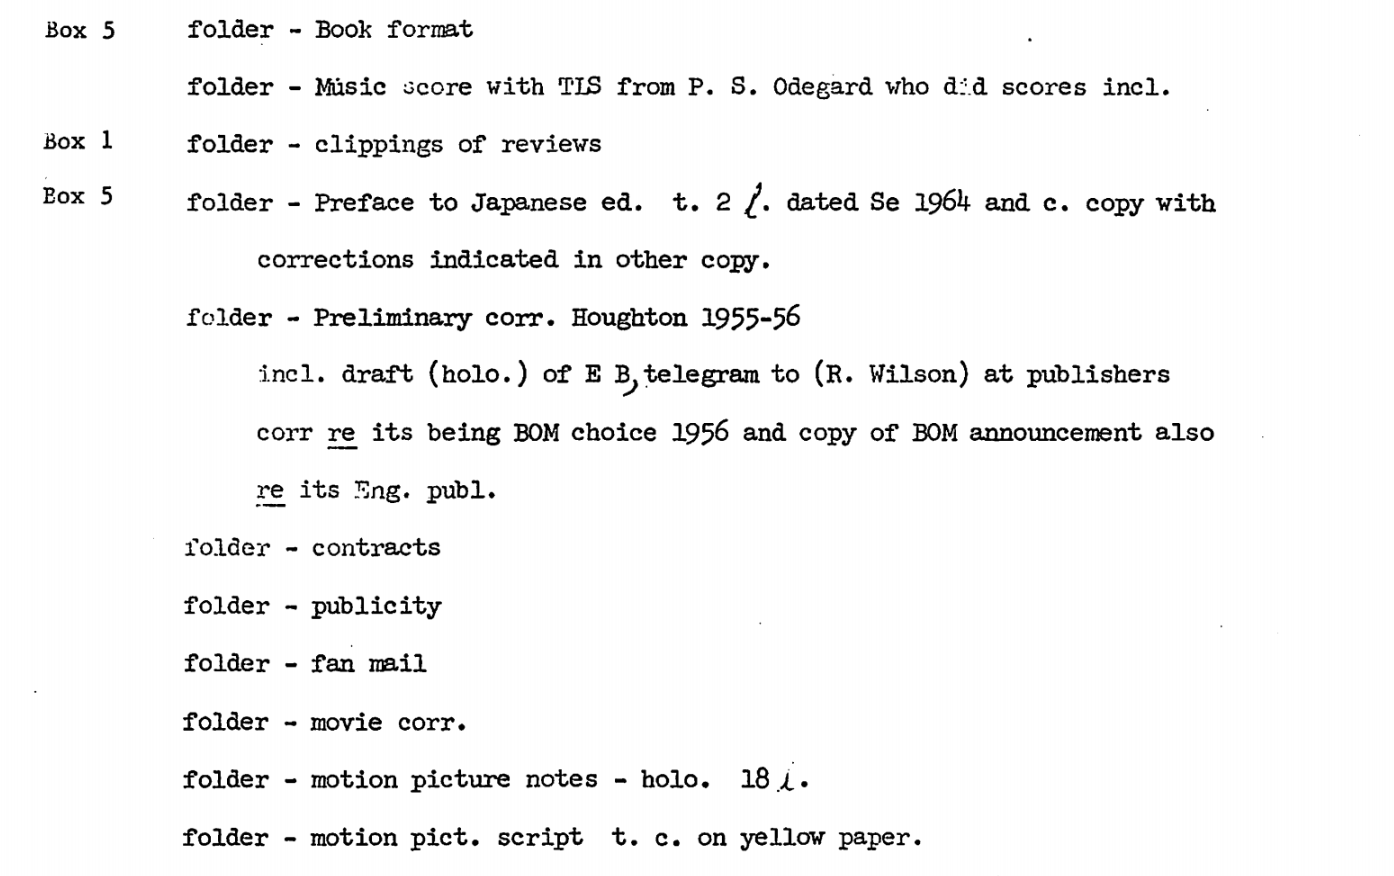 Box 5 folder - Book format
folder - Music score with TLS from P. S. Odegard who did scores incl.
Box 1 folder - clippings of reviews
Box 5 folder - Preface to Japanese ed. t. 2 l. dated Se 1964 and c. copy with
corrections indicated in other copy.
folder - Preliminary corr. Houghton 1955-56
incl. draft (holo.) of E B, telegram to (R. Wilson) at publishers
corr re its being BOM choice 1956 and copy of BOM announcement also
re its Eng. publ.
folder - contracts
folder - publicity
folder - fan mail
folder - movie corr.
folder - motion picture notes - holo. 18 l.
folder - motion pict. script t. c. on yellow paper.